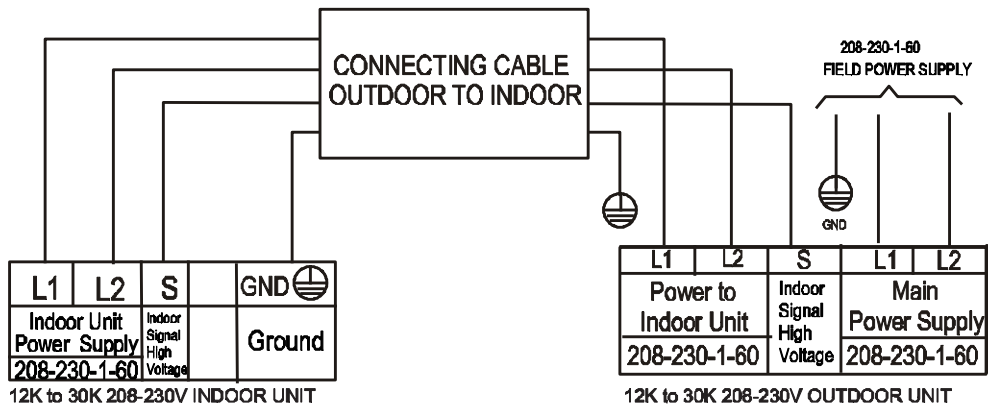 CONNECTING CABLE
OUTDOOR TO INDOOR
208-230-1-60
FIELD POWER SUPPLY
GND
L1 L2 S GND
Indoor Unit
Power Supply
208-230-1-60
Indoor
Signal
High
Voltage
Ground
12K to 30K 208-230V INDOOR UNIT
L1 L2 S L1 L2
Power to
Indoor Unit
208-230-1-60
Indoor
Signal
High
Voltage
Main
Power Supply
208-230-1-60
12K to 30K 208-230V OUTDOOR UNIT